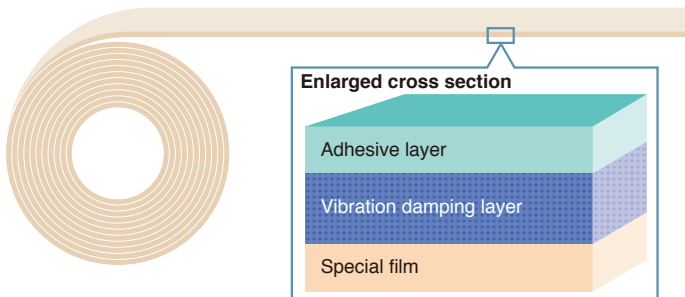 Enlarged cross section
Adhesive layer
Vibration damping layer
Special film